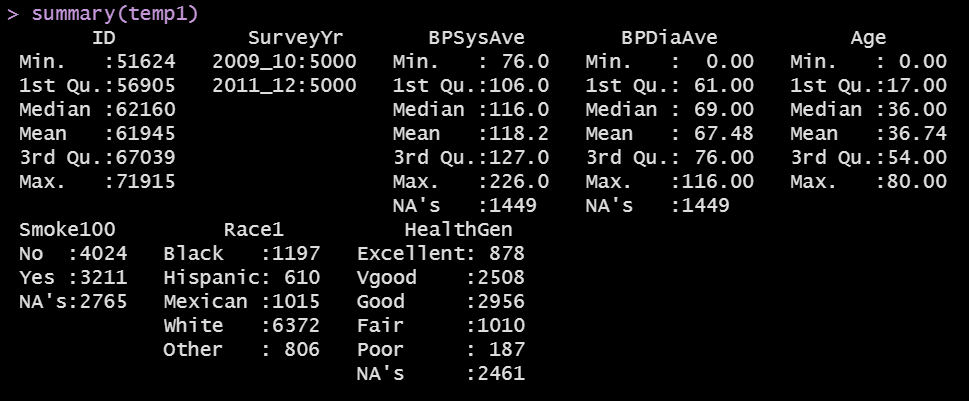 > summary(temp1)
       ID          SurveyYr      BPSysAve        BPDiaAve           Age
 Min.   :51624   2009_10:5000   Min.   : 76.0   Min.   :  0.00   Min.   : 0.00
 1st Qu.:56905   2011_12:5000   1st Qu.:106.0   1st Qu.: 61.00   1st Qu.:17.00
 Median :62160                  Median :116.0   Median : 69.00   Median :36.00
 Mean   :61945                  Mean   :118.2   Mean   : 67.48   Mean   :36.74
 3rd Qu.:67039                  3rd Qu.:127.0   3rd Qu.: 76.00   3rd Qu.:54.00
 Max.   :71915                  Max.   :226.0   Max.   :116.00   Max.   :80.00
                                NA's   :1449    NA's   :1449
 Smoke100         Race1          HealthGen
 No  :4024   Black   :1197   Excellent: 878
 Yes :3211   Hispanic: 610   Vgood    :2508
 NA's:2765   Mexican :1015   Good     :2956
             White   :6372   Fair     :1010
             Other   : 806   Poor     : 187
                             NA's     :2461